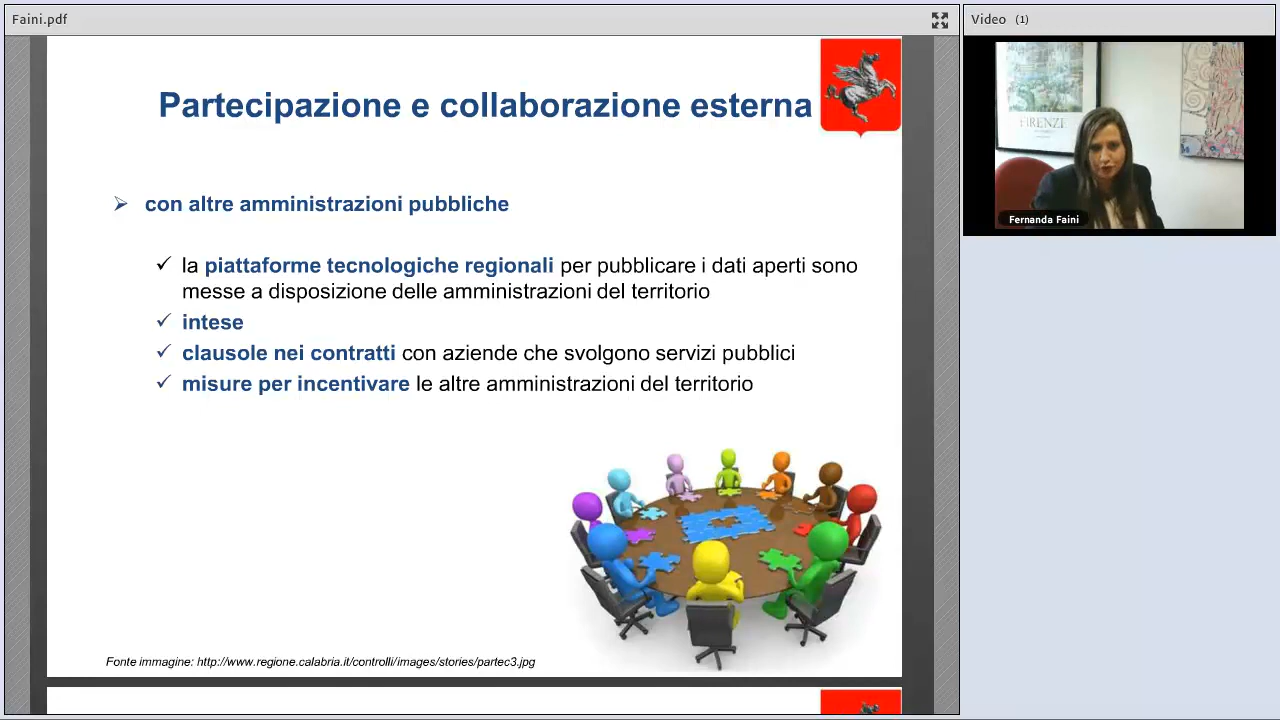 Faini.pdf
Video (1)
Partecipazione e collaborazione esterna
con altre amministrazioni pubbliche
la piattaforme tecnologiche regionali per pubblicare i dati aperti sono
messe a disposizione delle amministrazioni del territorio
intese
clausole nei contratti con aziende che svolgono servizi pubblici
misure per incentivare le altre amministrazioni del territorio
Fonte immagine: http://www.regione.calabria.it/controlli/images/stories/partec3.jpg
FIRENZE
Fernanda Faini